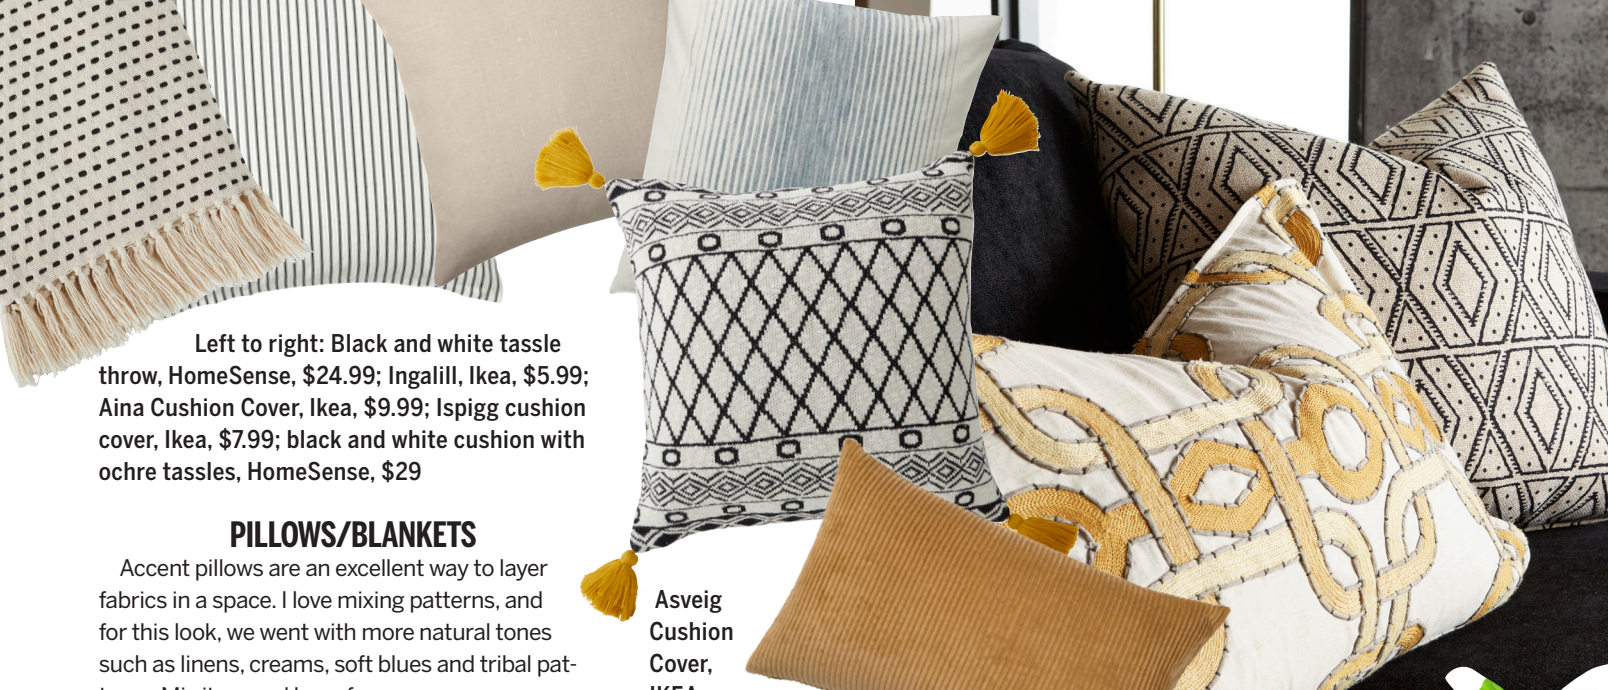 Left to right: Black and white tassle
throw, HomeSense, $24.99; Ingalill, Ikea, $5.99;
Aina Cushion Cover, Ikea, $9.99; Ispigg cushion
cover, Ikea, $7.99; black and white cushion with
ochre tassles, HomeSense, $29
PILLOWS/BLANKETS
Accent pillows are an excellent way to layer
fabrics in a space. I love mixing patterns, and
for this look, we went with more natural tones
such as linens, creams, soft blues and tribal pat-
Asveig
Cushion
Cover,
IKEA